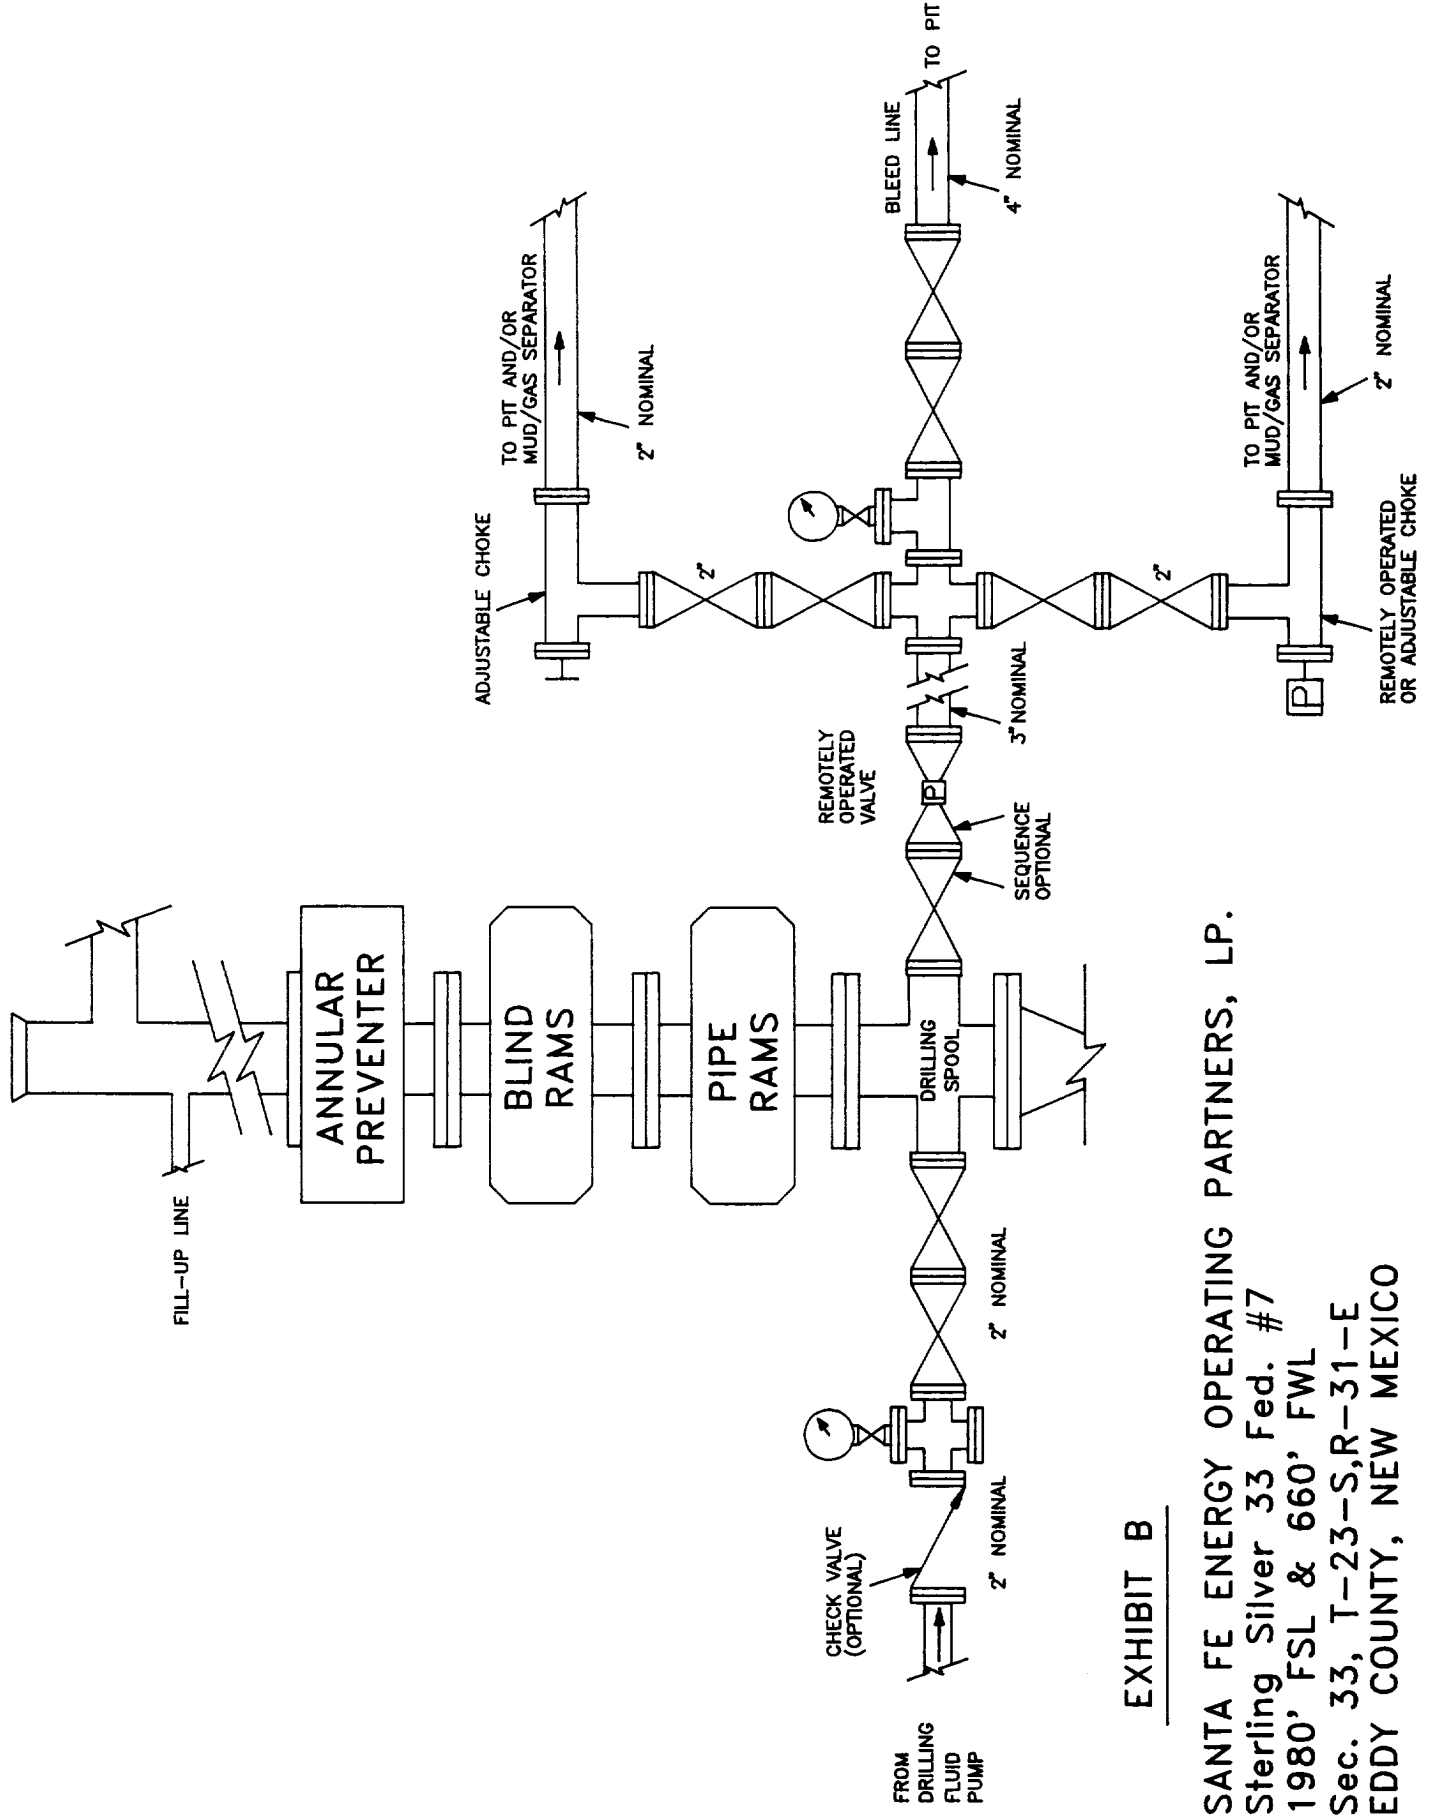 FILL-UP LINE
ANNULAR
PREVENTER
BLIND
RAMS
PIPE
RAMS
DRILLING
SPOOL
FROM
DRILLING
FLUID
PUMP
CHECK VALVE
(OPTIONAL)
2" NOMINAL
2" NOMINAL
REMOTELY
OPERATED
VALVE
P
SEQUENCE
OPTIONAL
3" NOMINAL
ADJUSTABLE CHOKE
TO PIT AND/OR
MUD/GAS SEPARATOR
2" NOMINAL
2"
BLEED LINE
TO PIT
4" NOMINAL
2"
TO PIT AND/OR
MUD/GAS SEPARATOR
2" NOMINAL
P
REMOTELY OPERATED
OR ADJUSTABLE CHOKE
EXHIBIT B
SANTA FE ENERGY OPERATING PARTNERS, LP.
Sterling Silver 33 Fed. #7
1980' FSL & 660' FWL
Sec. 33, T-23-S,R-31-E
EDDY COUNTY, NEW MEXICO